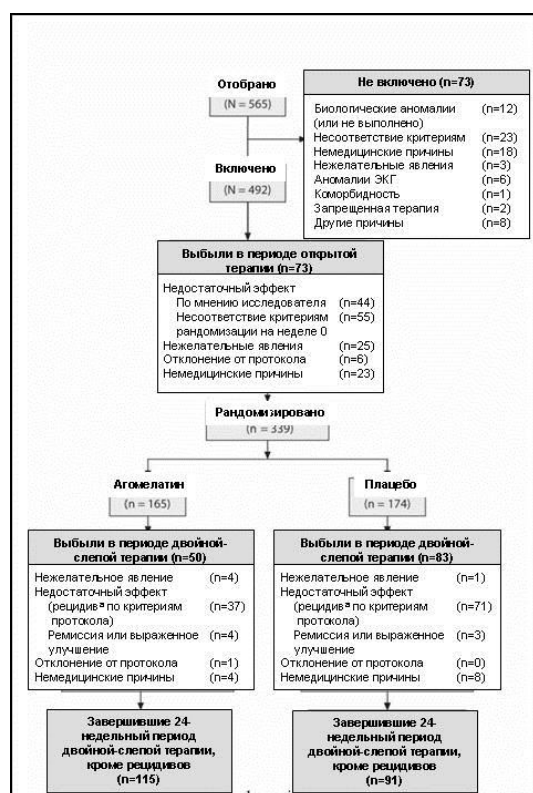 Отобрано
(N = 565)
Не включено (n=73)
Биологические аномалии (n=12)
(или не выполнено)
Несоответствие критериям (n=23)
Немедицинские причины (n=18)
Нежелательные явления (n=3)
Аномалии ЭКГ (n=6)
Коморбидность (n=1)
Запрещенная терапия (n=2)
Другие причины (n=8)
Включено
(N = 492)
Выбыли в периоде открытой
терапии (n=73)
Недостаточный эффект
По мнению исследователя (n=44)
Несоответствие критериям (n=55)
рандомизации на неделе 0
Нежелательные явления (n=25)
Отклонение от протокола (n=6)
Немедицинские причины (n=23)
Рандомизировано
(n = 339)
Агомелатин
(n = 165)
Выбыли в периоде двойной-
слепой терапии (n=50)
Нежелательное явление (n=4)
Недостаточный эффект
(рецидивª по критериям (n=37)
протокола)
Ремиссия или выраженное (n=4)
улучшение
Отклонение от протокола (n=1)
Немедицинские причины (n=4)
Завершившие 24-
недельный период
двойной-слепой терапии,
кроме рецидивов
(n=115)
Плацебо
(n = 174)
Выбыли в периоде двойной-
слепой терапии (n=83)
Нежелательное явление (n=1)
Недостаточный эффект
(рецидивª по критериям (n=71)
протокола)
Ремиссия или выраженное (n=3)
улучшение
Отклонение от протокола (n=0)
Немедицинские причины (n=8)
Завершившие 24-
недельный период
двойной-слепой терапии,
кроме рецидивов
(n=91)